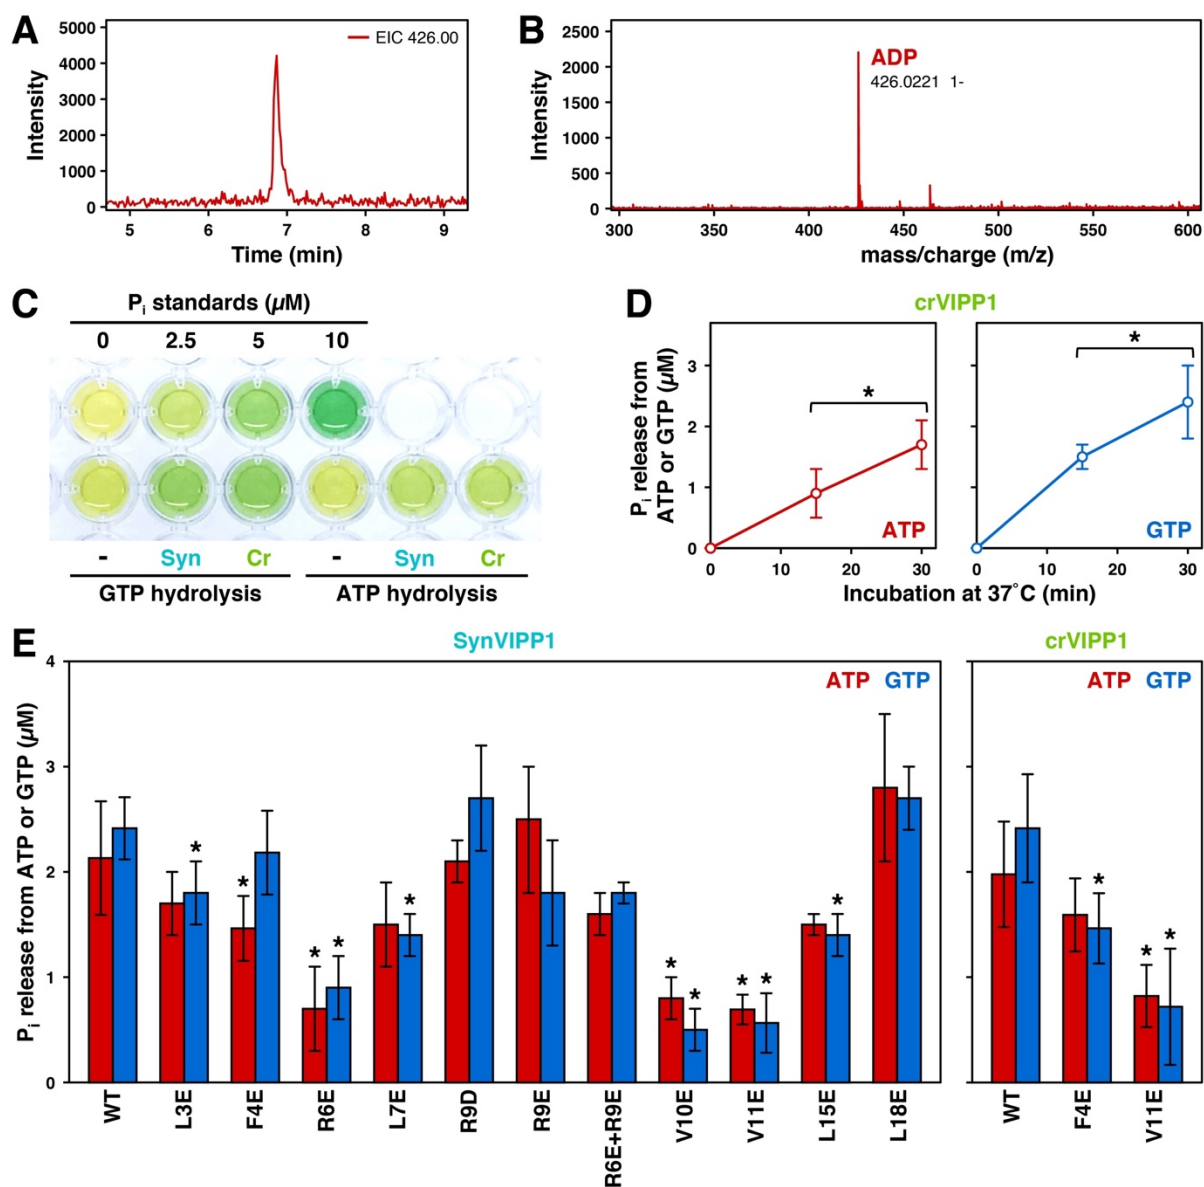 A
5000
4000
3000
2000
1000
0
Intensity
EIC 426.00
5 6 7 8 9
Time (min)
B
2500
2000
1500
1000
500
0
Intensity
ADP
426.0221 1-
300 350 400 450 500 550 600
mass/charge (m/z)
C
Pi standards (µM)
0 2.5 5 10
- Syn Cr - Syn Cr
GTP hydrolysis ATP hydrolysis
D
crVIPP1
Pi release from
ATP or GTP (µM)
3
2
1
0
* *
ATP GTP
0 10 20 30 0 10 20 30
Incubation at 37°C (min)
E
SynVIPP1 crVIPP1
Pi release from ATP or GTP (µM)
4
3
2
1
0
ATP GTP ATP GTP
* * * * * * * * * * * * *
WT L3E F4E R6E L7E R9D R9E R6E+R9E V10E V11E L15E L18E WT F4E V11E